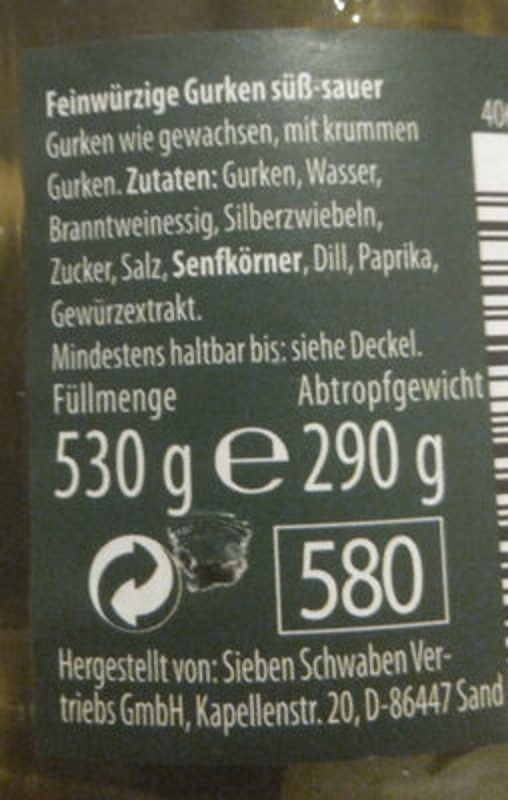 Feinwürzige Gurken süß-sauer
Gurken wie gewachsen, mit krummen
Gurken. Zutaten: Gurken, Wasser,
Branntweinessig, Silberzwiebeln,
Zucker, Salz, Senfkörner, Dill, Paprika,
Gewürzextrakt.
Mindestens haltbar bis: siehe Deckel.
Füllmenge Abtropfgewicht
530 g e 290 g
580
Hergestellt von: Sieben Schwaben Ver-
triebs GmbH, Kapellenstr. 20, D-86447 Sand